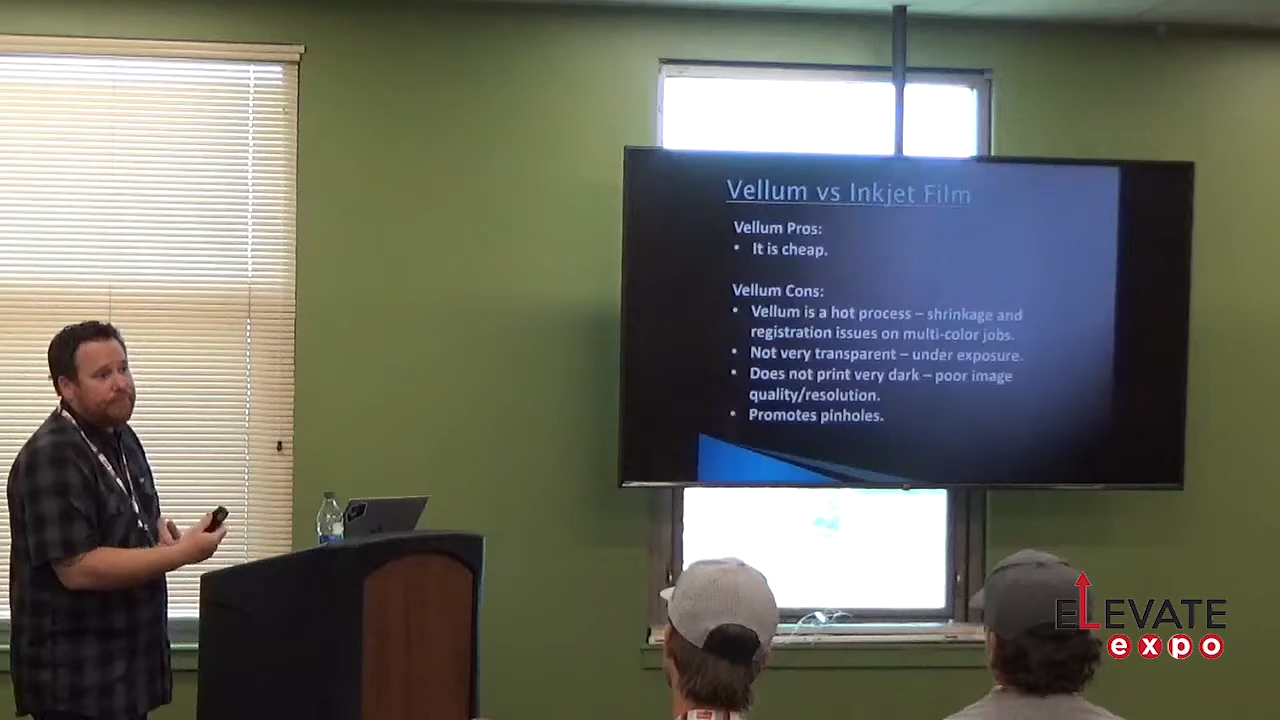 Vellum vs Inkjet Film
Vellum Pros:
• It is cheap.
Vellum Cons:
• Vellum is a hot process – shrinkage and
registration issues on multi-color jobs.
• Not very transparent – under exposure.
• Does not print very dark – poor image
quality/resolution.
• Promotes pinholes.
ELEVATE
expo